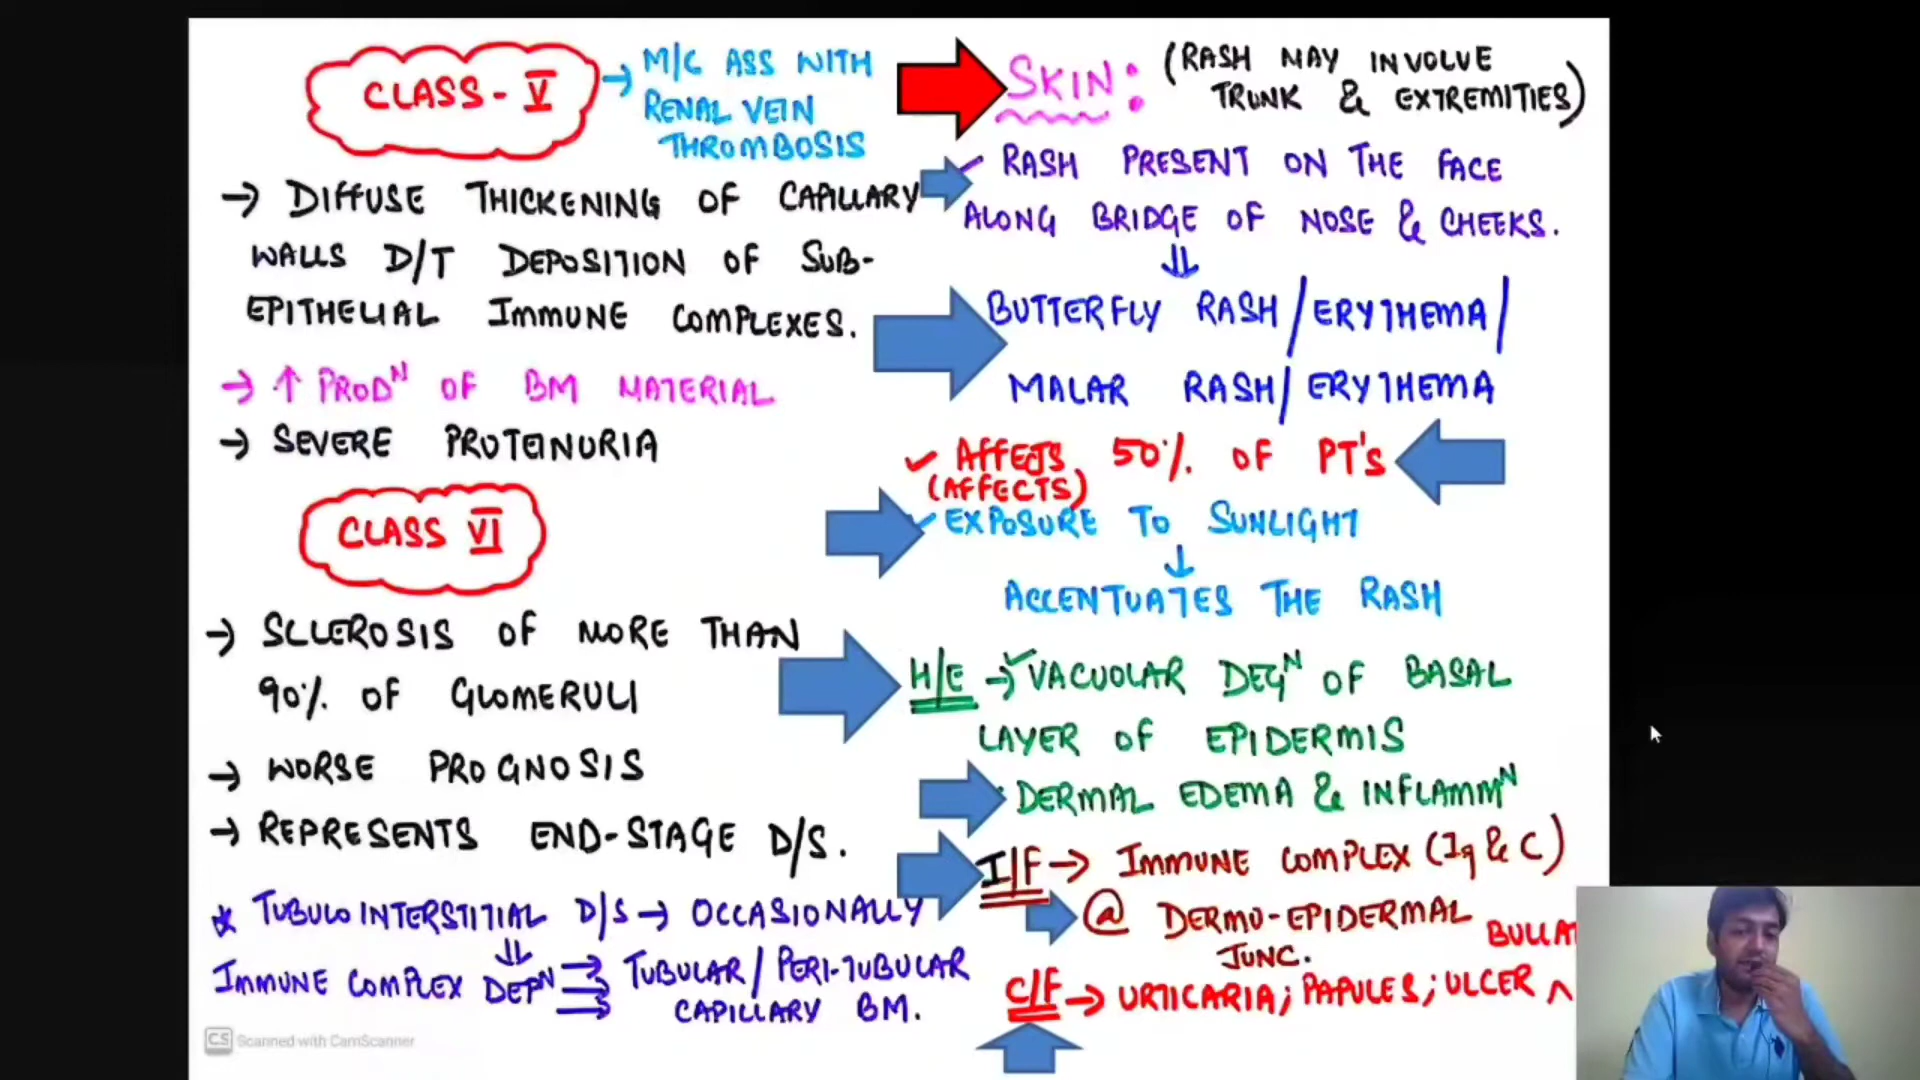 CLASS - V → M/C ASS WITH
RENAL VEIN
THROMBOSIS
→ DIFFUSE THICKENING OF CAPILLARY
WALLS D/T DEPOSITION OF SUB-
EPITHELIAL IMMUNE COMPLEXES.
→ ↑ PRODN OF BM MATERIAL
→ SEVERE PROTEINURIA
CLASS VI
→ SCLEROSIS OF MORE THAN
90% OF GLOMERULI
→ WORSE PROGNOSIS
→ REPRESENTS END-STAGE D/S.
* TUBULOINTERSTITIAL D/S → OCCASIONALLY
⇓
IMMUNE COMPLEX DEPN → TUBULAR / PERI-TUBULAR
CAPILLARY BM.
CS Scanned with CamScanner
SKIN: (RASH MAY INVOLVE
TRUNK & EXTREMITIES)
✓ RASH PRESENT ON THE FACE
ALONG BRIDGE OF NOSE & CHEEKS.
⇓
BUTTERFLY RASH / ERYTHEMA /
MALAR RASH / ERYTHEMA
✓ AFFECTS 50% OF PT'S
(AFFECTS)
✓ EXPOSURE TO SUNLIGHT
↓
ACCENTUATES THE RASH
H/E → ✓ VACUOLAR DEGN OF BASAL
LAYER OF EPIDERMIS
DERMAL EDEMA & INFLAMMN
I/F → IMMUNE COMPLEX (Ig & C)
@ DERMO-EPIDERMAL
JUNC.
C/F → URTICARIA; PAPULES; ULCER ^